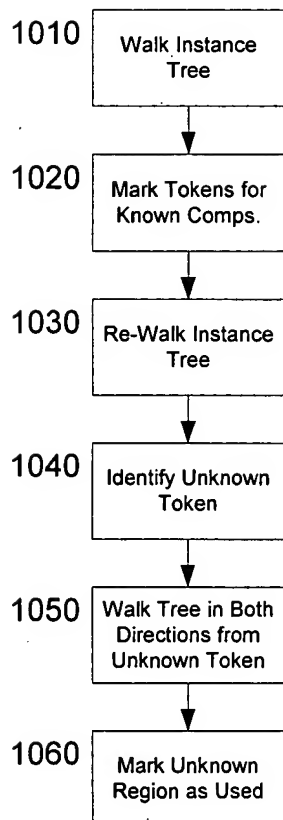 1010
Walk Instance
Tree
1020
Mark Tokens for
Known Comps.
1030
Re-Walk Instance
Tree
1040
Identify Unknown
Token
1050
Walk Tree in Both
Directions from
Unknown Token
1060
Mark Unknown
Region as Used